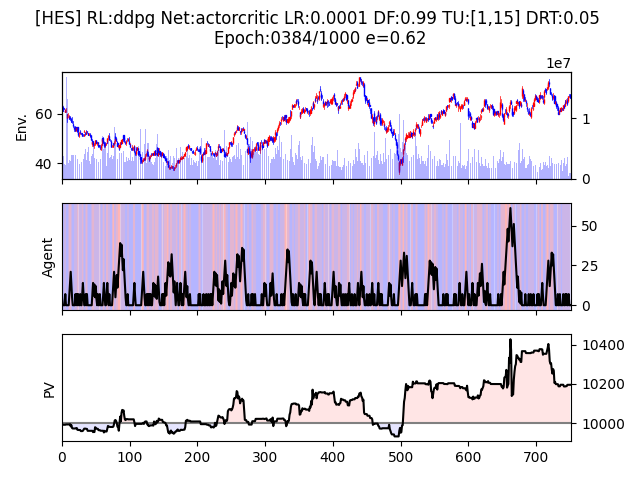 [HES] RL:ddpg Net:actorcritic LR:0.0001 DF:0.99 TU:[1,15] DRT:0.05
Epoch:0384/1000 e=0.62
1e7
Env.
60
40
1
0
Agent
50
25
0
PV
10400
10200
10000
0 100 200 300 400 500 600 700